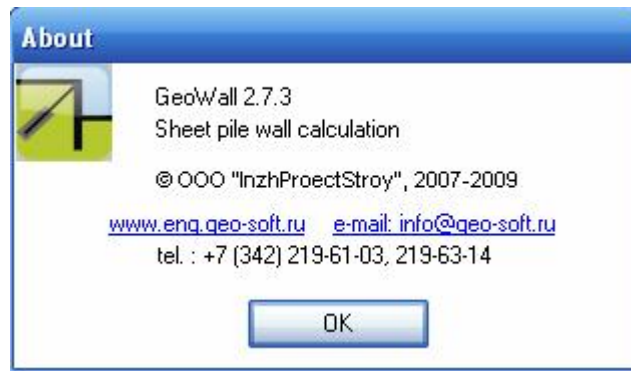 About
GeoWall 2.7.3
Sheet pile wall calculation
© OOO "InzhProectStroy", 2007-2009
www.eng.geo-soft.ru e-mail: info@geo-soft.ru
tel. : +7 (342) 219-61-03, 219-63-14
OK